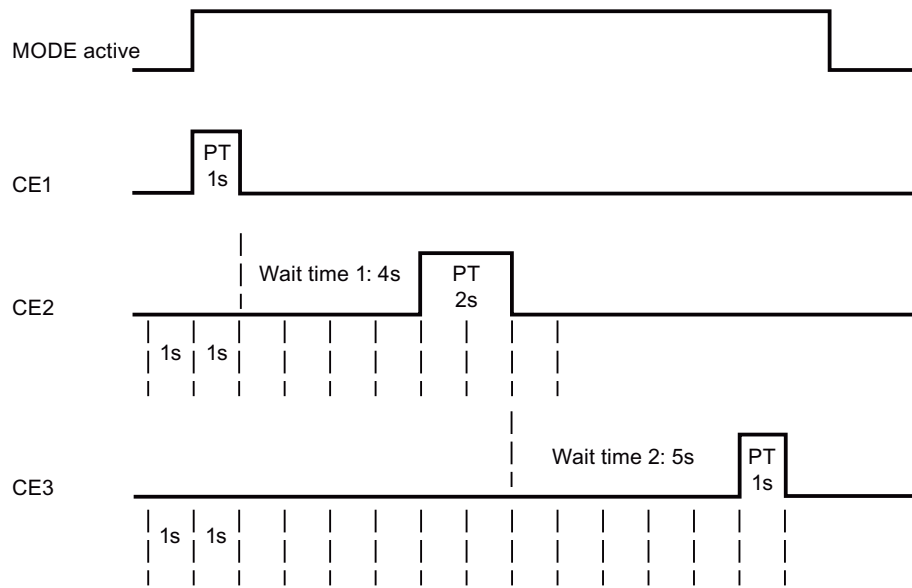 MODE active
PT
1s
CE1
Wait time 1: 4s
PT
2s
CE2
1s 1s
Wait time 2: 5s
PT
1s
CE3
1s 1s